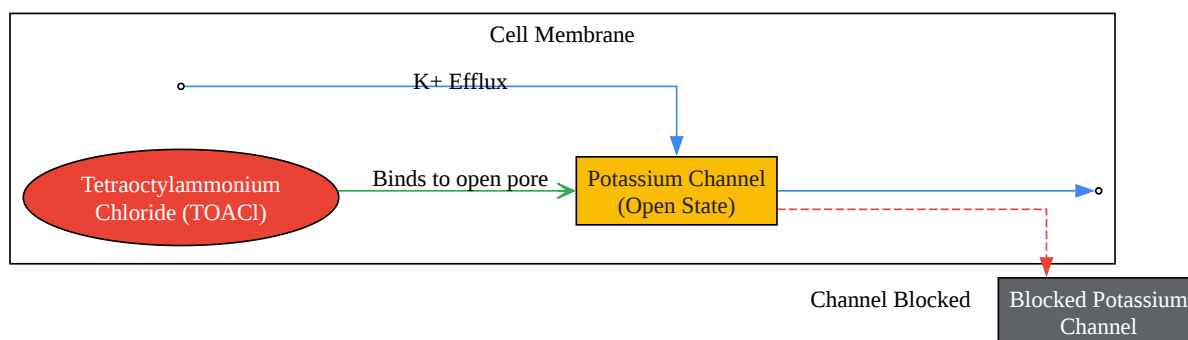 Cell Membrane
K+ Efflux
Tetraoctylammonium
Chloride (TOACl)
Binds to open pore
Potassium Channel
(Open State)
Channel Blocked
Blocked Potassium
Channel